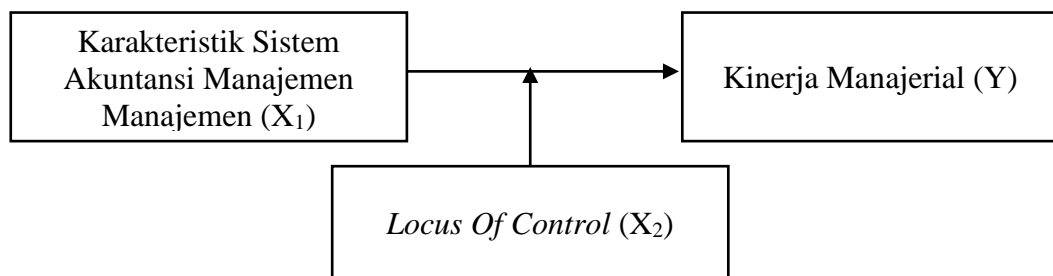 Karakteristik Sistem
Akuntansi Manajemen
Manajemen (X₁)
Kinerja Manajerial (Y)
Locus Of Control (X₂)